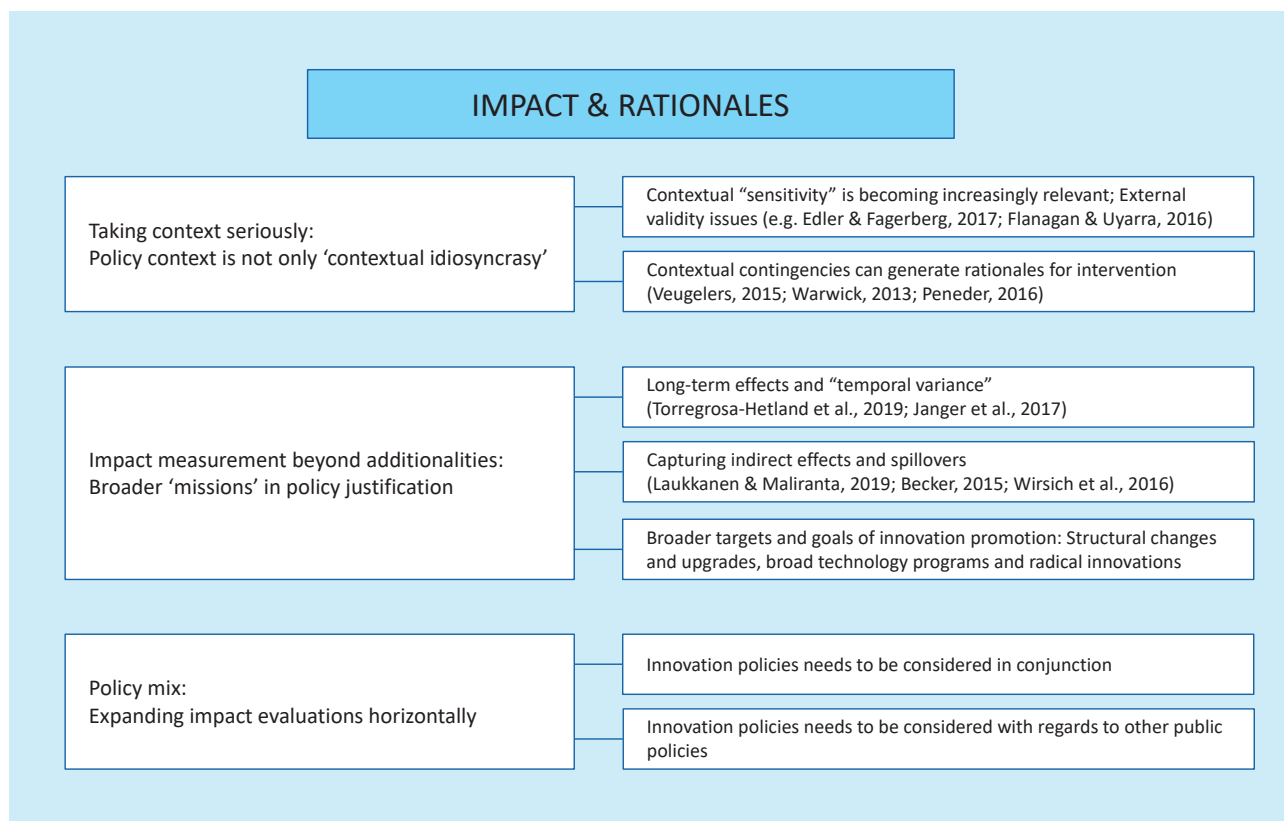 IMPACT & RATIONALES
Taking context seriously:
Policy context is not only ‘contextual idiosyncrasy’
Contextual “sensitivity” is becoming increasingly relevant; External
validity issues (e.g. Edler & Fagerberg, 2017; Flanagan & Uyarra, 2016)
Contextual contingencies can generate rationales for intervention
(Veugelers, 2015; Warwick, 2013; Peneder, 2016)
Impact measurement beyond additionalities:
Broader ‘missions’ in policy justification
Long-term effects and “temporal variance”
(Torregrosa-Hetland et al., 2019; Janger et al., 2017)
Capturing indirect effects and spillovers
(Laukkanen & Maliranta, 2019; Becker, 2015; Wirsich et al., 2016)
Broader targets and goals of innovation promotion: Structural changes
and upgrades, broad technology programs and radical innovations
Policy mix:
Expanding impact evaluations horizontally
Innovation policies needs to be considered in conjunction
Innovation policies needs to be considered with regards to other public
policies